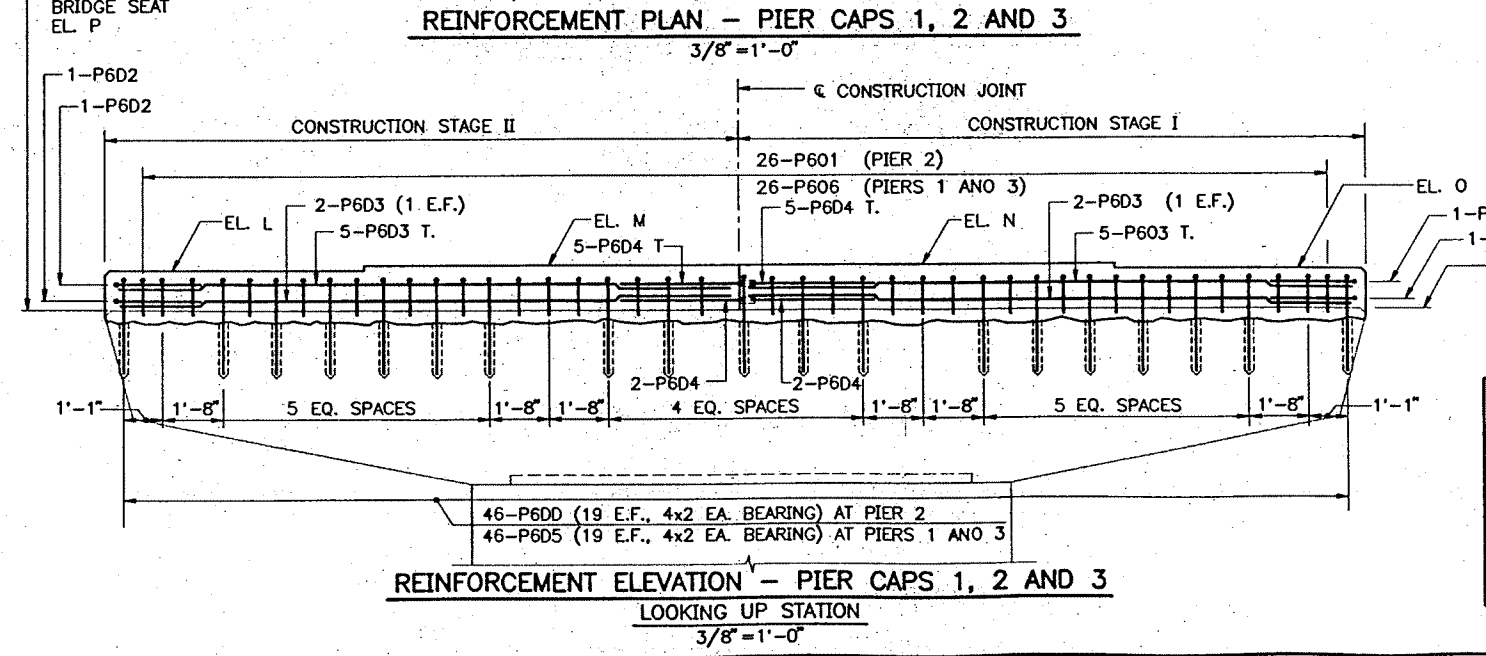 BRIDGE SEAT
EL. P
REINFORCEMENT PLAN - PIER CAPS 1, 2 AND 3
3/8"=1'-0"
1-P6D2
1-P6D2
℄ CONSTRUCTION JOINT
CONSTRUCTION STAGE II
CONSTRUCTION STAGE I
26-P601 (PIER 2)
26-P606 (PIERS 1 ANO 3)
EL. O
EL. L
2-P6D3 (1 E.F.)
5-P6D3 T.
EL. M
5-P6D4 T
5-P6D4 T.
EL. N
2-P6D3 (1 E.F.)
5-P603 T.
1-P
1-
2-P6D4
2-P6D4
1'-1"
1'-8"
5 EQ. SPACES
1'-8"
1'-8"
4 EQ. SPACES
1'-8"
1'-8"
5 EQ. SPACES
1'-8"
1'-1"
46-P6DD (19 E.F., 4x2 EA. BEARING) AT PIER 2
46-P6D5 (19 E.F., 4x2 EA. BEARING) AT PIERS 1 ANO 3
REINFORCEMENT ELEVATION - PIER CAPS 1, 2 AND 3
LOOKING UP STATION
3/8"=1'-0"